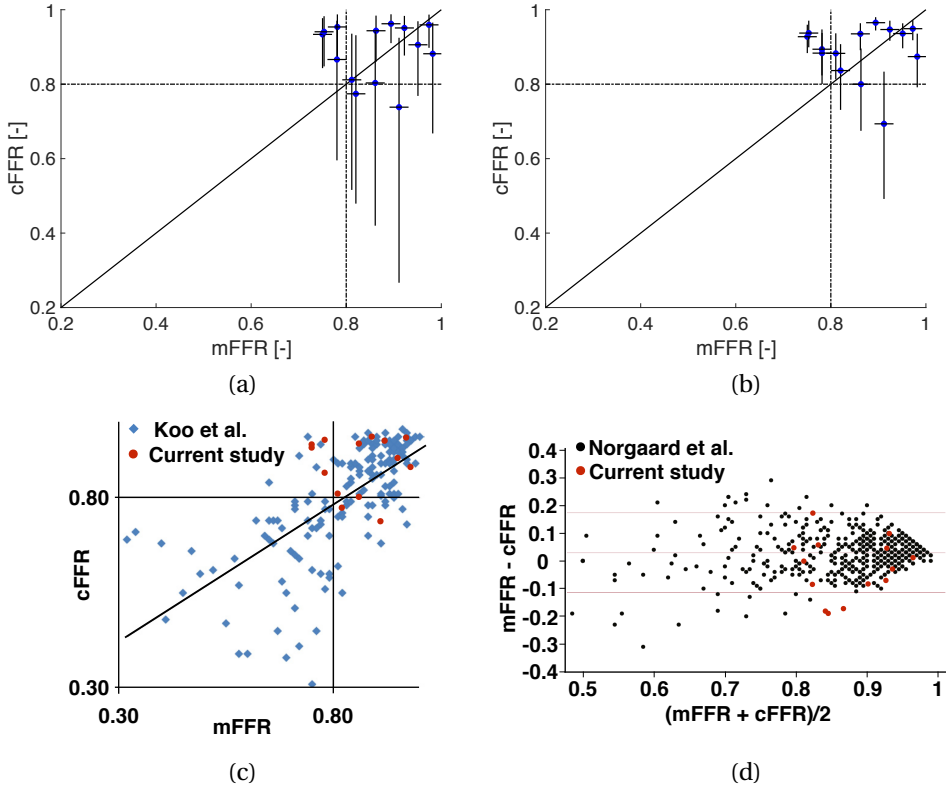 1
0.8
0.6
0.4
0.2
cFFR [-]
0.2 0.4 0.6 0.8 1
mFFR [-]
(a)
1
0.8
0.6
0.4
0.2
cFFR [-]
0.2 0.4 0.6 0.8 1
mFFR [-]
(b)
Koo et al.
Current study
0.80
cFFR
0.30
0.30 0.80
mFFR
(c)
Norgaard et al.
Current study
0.4
0.3
0.2
0.1
0
-0.1
-0.2
-0.3
-0.4
mFFR - cFFR
0.5 0.6 0.7 0.8 0.9 1
(mFFR + cFFR)/2
(d)